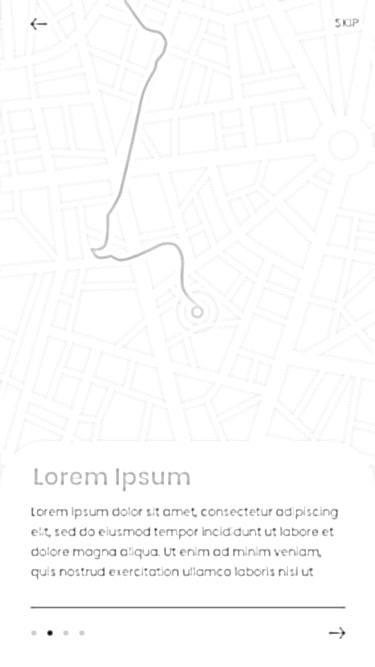 SKIP
Lorem Ipsum
Lorem ipsum dolor sit amet, consectetur adipiscing
elit, sed do eiusmod tempor incididunt ut labore et
dolore magna aliqua. Ut enim ad minim veniam,
quis nostrud exercitation ullamco laboris nisi ut